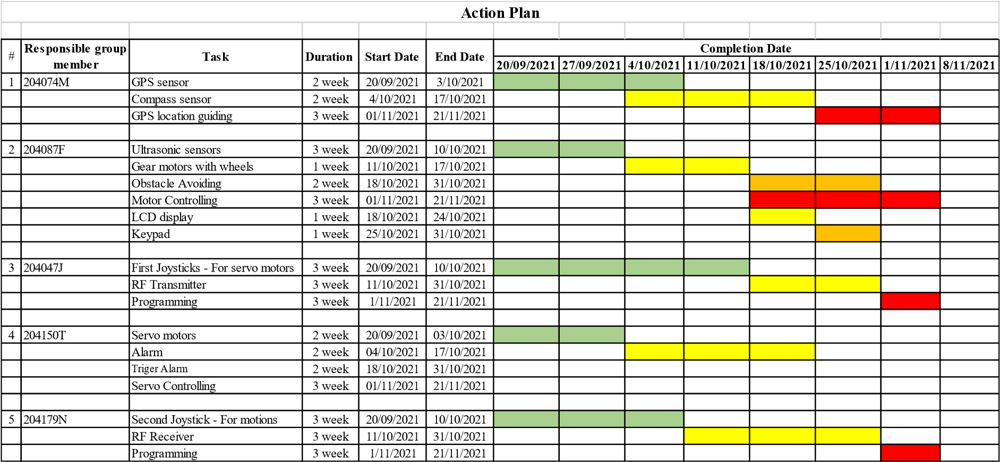 Action Plan
# Responsible group member Task Duration Start Date End Date Completion Date
20/09/2021 27/09/2021 4/10/2021 11/10/2021 18/10/2021 25/10/2021 1/11/2021 8/11/2021
1 204074M GPS sensor 2 week 20/09/2021 3/10/2021
Compass sensor 2 week 4/10/2021 17/10/2021
GPS location guiding 3 week 01/11/2021 21/11/2021
2 204087F Ultrasonic sensors 3 week 20/09/2021 10/10/2021
Gear motors with wheels 1 week 11/10/2021 17/10/2021
Obstacle Avoiding 2 week 18/10/2021 31/10/2021
Motor Controlling 3 week 01/11/2021 21/11/2021
LCD display 1 week 18/10/2021 24/10/2021
Keypad 1 week 25/10/2021 31/10/2021
3 204047J First Joysticks - For servo motors 3 week 20/09/2021 10/10/2021
RF Transmitter 3 week 11/10/2021 31/10/2021
Programming 3 week 1/11/2021 21/11/2021
4 204150T Servo motors 2 week 20/09/2021 03/10/2021
Alarm 2 week 04/10/2021 17/10/2021
Triger Alarm 2 week 18/10/2021 31/10/2021
Servo Controlling 3 week 01/11/2021 21/11/2021
5 204179N Second Joystick - For motions 3 week 20/09/2021 10/10/2021
RF Receiver 3 week 11/10/2021 31/10/2021
Programming 3 week 1/11/2021 21/11/2021